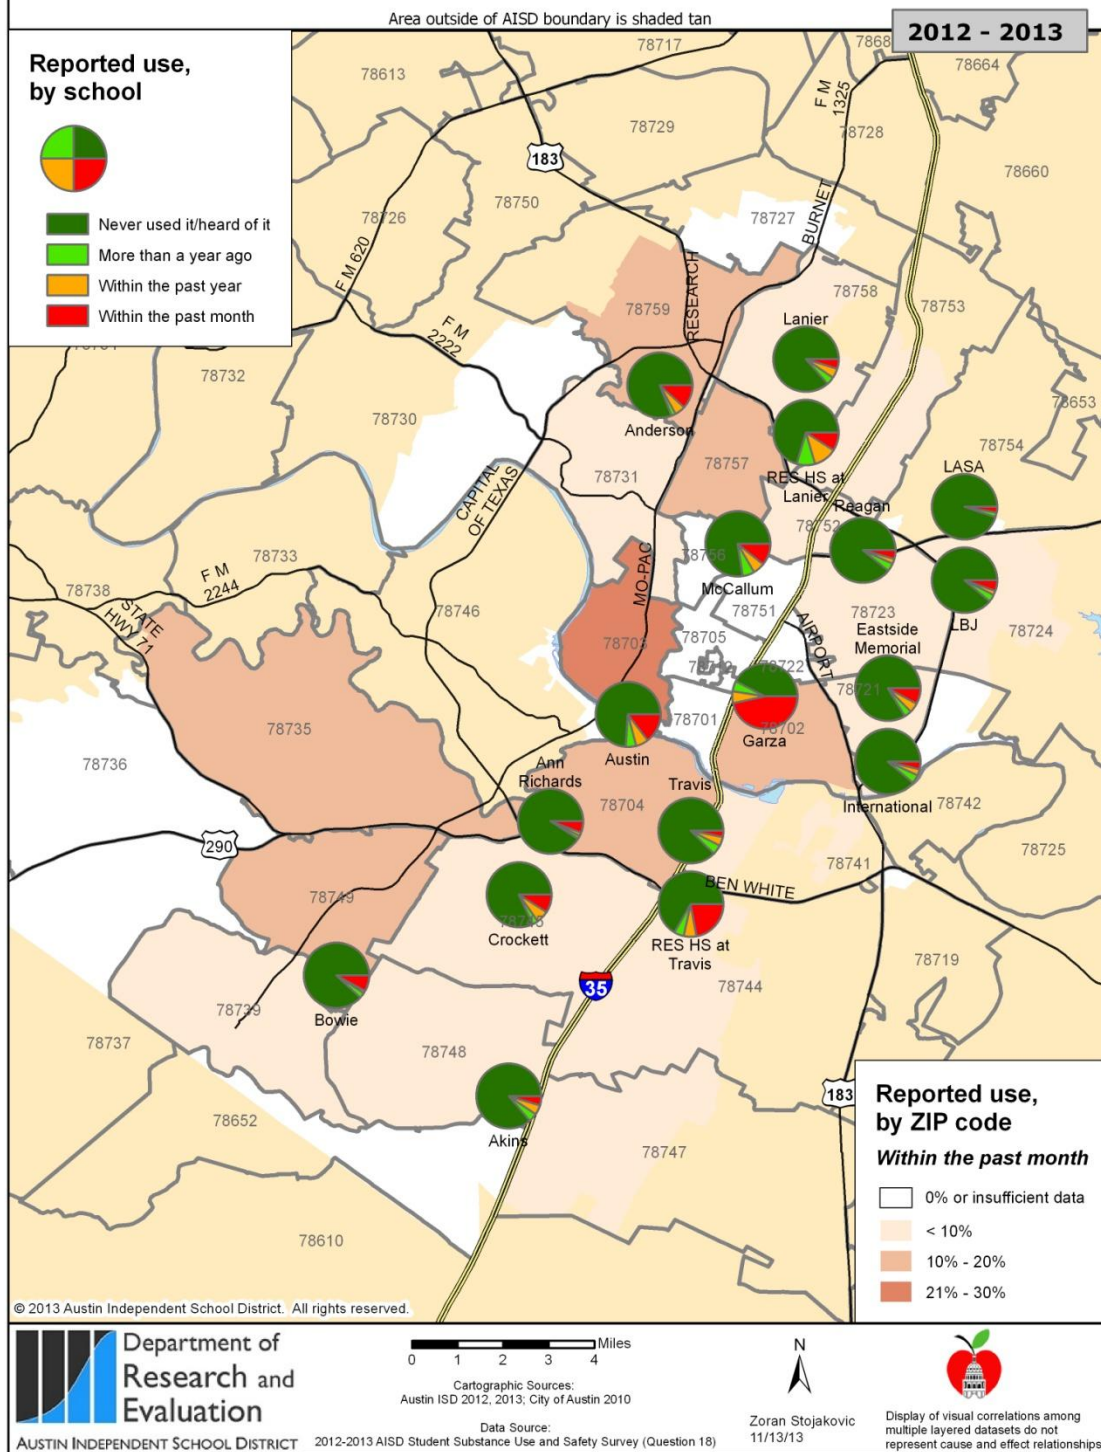 Area outside of AISD boundary is shaded tan
2012 - 2013
Reported use,
by school
Never used it/heard of it
More than a year ago
Within the past year
Within the past month
78717
78664
78613
F M
1325
78729
78728
183
78660
78750
78726
78727
BURNET
F M 620
RESEARCH
78758
78759
78753
F M
2222
Lanier
78732
78653
78730
Anderson
78754
78757
CAPITAL
OF TEXAS
78731
RES HS at
Lanier
LASA
Reagan
78752
78733
78756
MO-PAC
McCallum
F M
2244
78738
78746
STATE
HWY 71
78751
AIRPORT
78723
LBJ
78724
Eastside
Memorial
78703
78705
78722
78721
78701
78702
Garza
78735
Austin
78736
Ann
Richards
78704
Travis
International
78742
290
78741
78725
BEN WHITE
78749
Crockett
RES HS at
Travis
78719
35
78744
78739
Bowie
78737
78748
183
78652
Akins
78747
78610
Reported use,
by ZIP code
Within the past month
0% or insufficient data
< 10%
10% - 20%
21% - 30%
© 2013 Austin Independent School District. All rights reserved.
Department of
Research and
Evaluation
AUSTIN INDEPENDENT SCHOOL DISTRICT
Miles
0 1 2 3 4
Cartographic Sources:
Austin ISD 2012, 2013; City of Austin 2010
Data Source:
2012-2013 AISD Student Substance Use and Safety Survey (Question 18)
N
Zoran Stojakovic
11/13/13
Display of visual correlations among
multiple layered datasets do not
represent cause and effect relationships